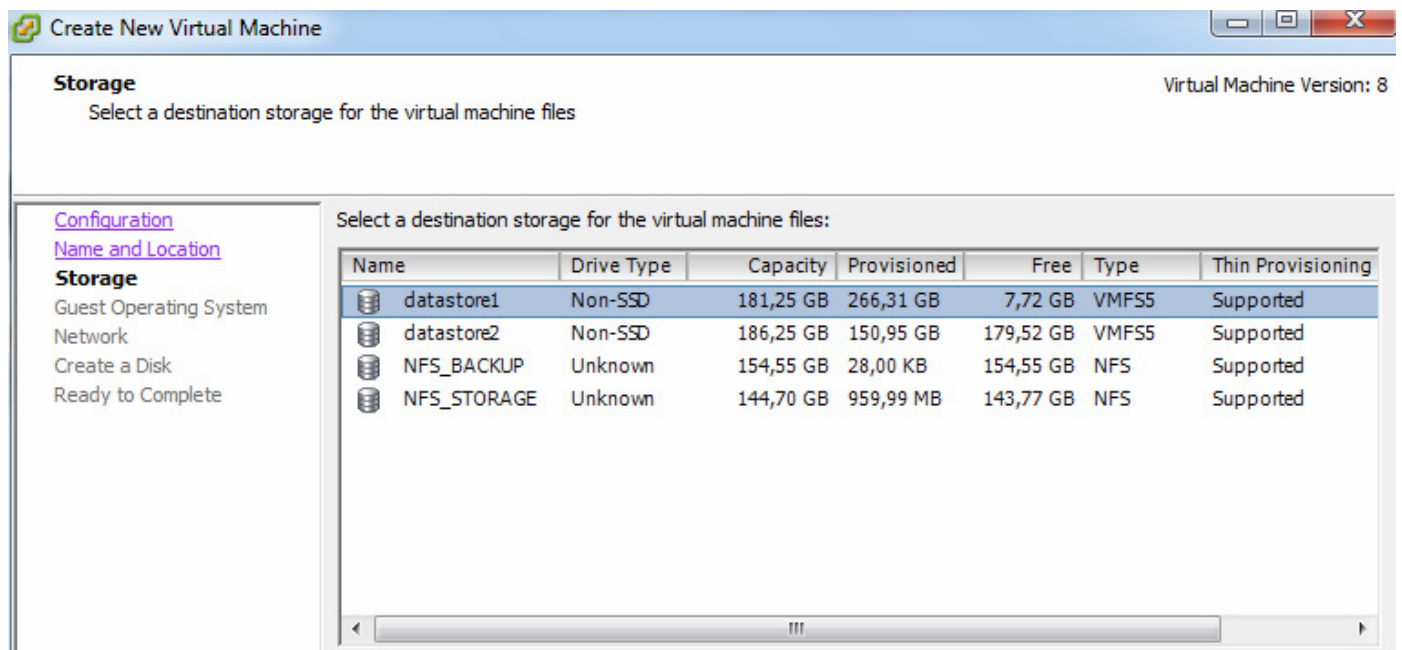 Create New Virtual Machine
Storage
Virtual Machine Version: 8
Select a destination storage for the virtual machine files
Configuration
Name and Location
Storage
Guest Operating System
Network
Create a Disk
Ready to Complete
Select a destination storage for the virtual machine files:
Name Drive Type Capacity Provisioned Free Type Thin Provisioning
datastore1 Non-SSD 181,25 GB 266,31 GB 7,72 GB VMFS5 Supported
datastore2 Non-SSD 186,25 GB 150,95 GB 179,52 GB VMFS5 Supported
NFS_BACKUP Unknown 154,55 GB 28,00 KB 154,55 GB NFS Supported
NFS_STORAGE Unknown 144,70 GB 959,99 MB 143,77 GB NFS Supported